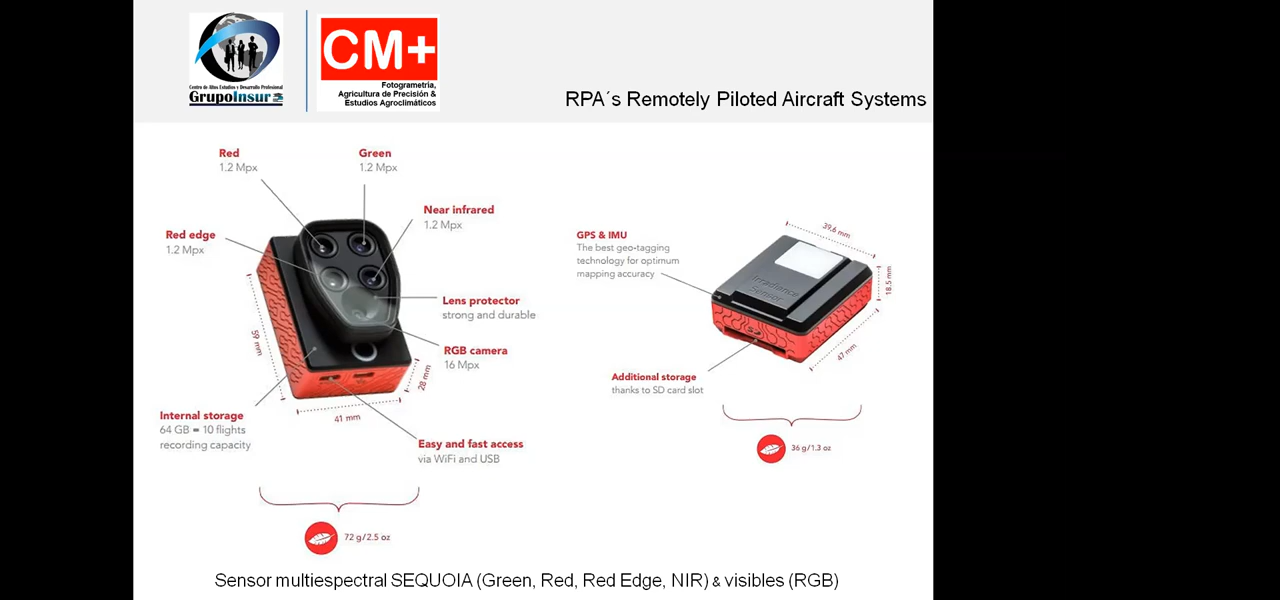 Centro de Altos Estudios y Desarrollo Profesional
GrupoInsur
CM+
Fotogrametria,
Agricultura de Precisión &
Estudios Agroclimáticos
RPA´s Remotely Piloted Aircraft Systems
Red
1.2 Mpx
Green
1.2 Mpx
Near infrared
1.2 Mpx
Red edge
1.2 Mpx
Lens protector
strong and durable
RGB camera
16 Mpx
59 mm
28 mm
41 mm
Internal storage
64 GB = 10 flights
recording capacity
Easy and fast access
via WiFi and USB
72 g/2.5 oz
GPS & IMU
The best geo-tagging
technology for optimum
mapping accuracy
39,6 mm
18.5 mm
47 mm
Irradiance
Sensor
Additional storage
thanks to SD card slot
36 g/1.3 oz
Sensor multiespectral SEQUOIA (Green, Red, Red Edge, NIR) & visibles (RGB)